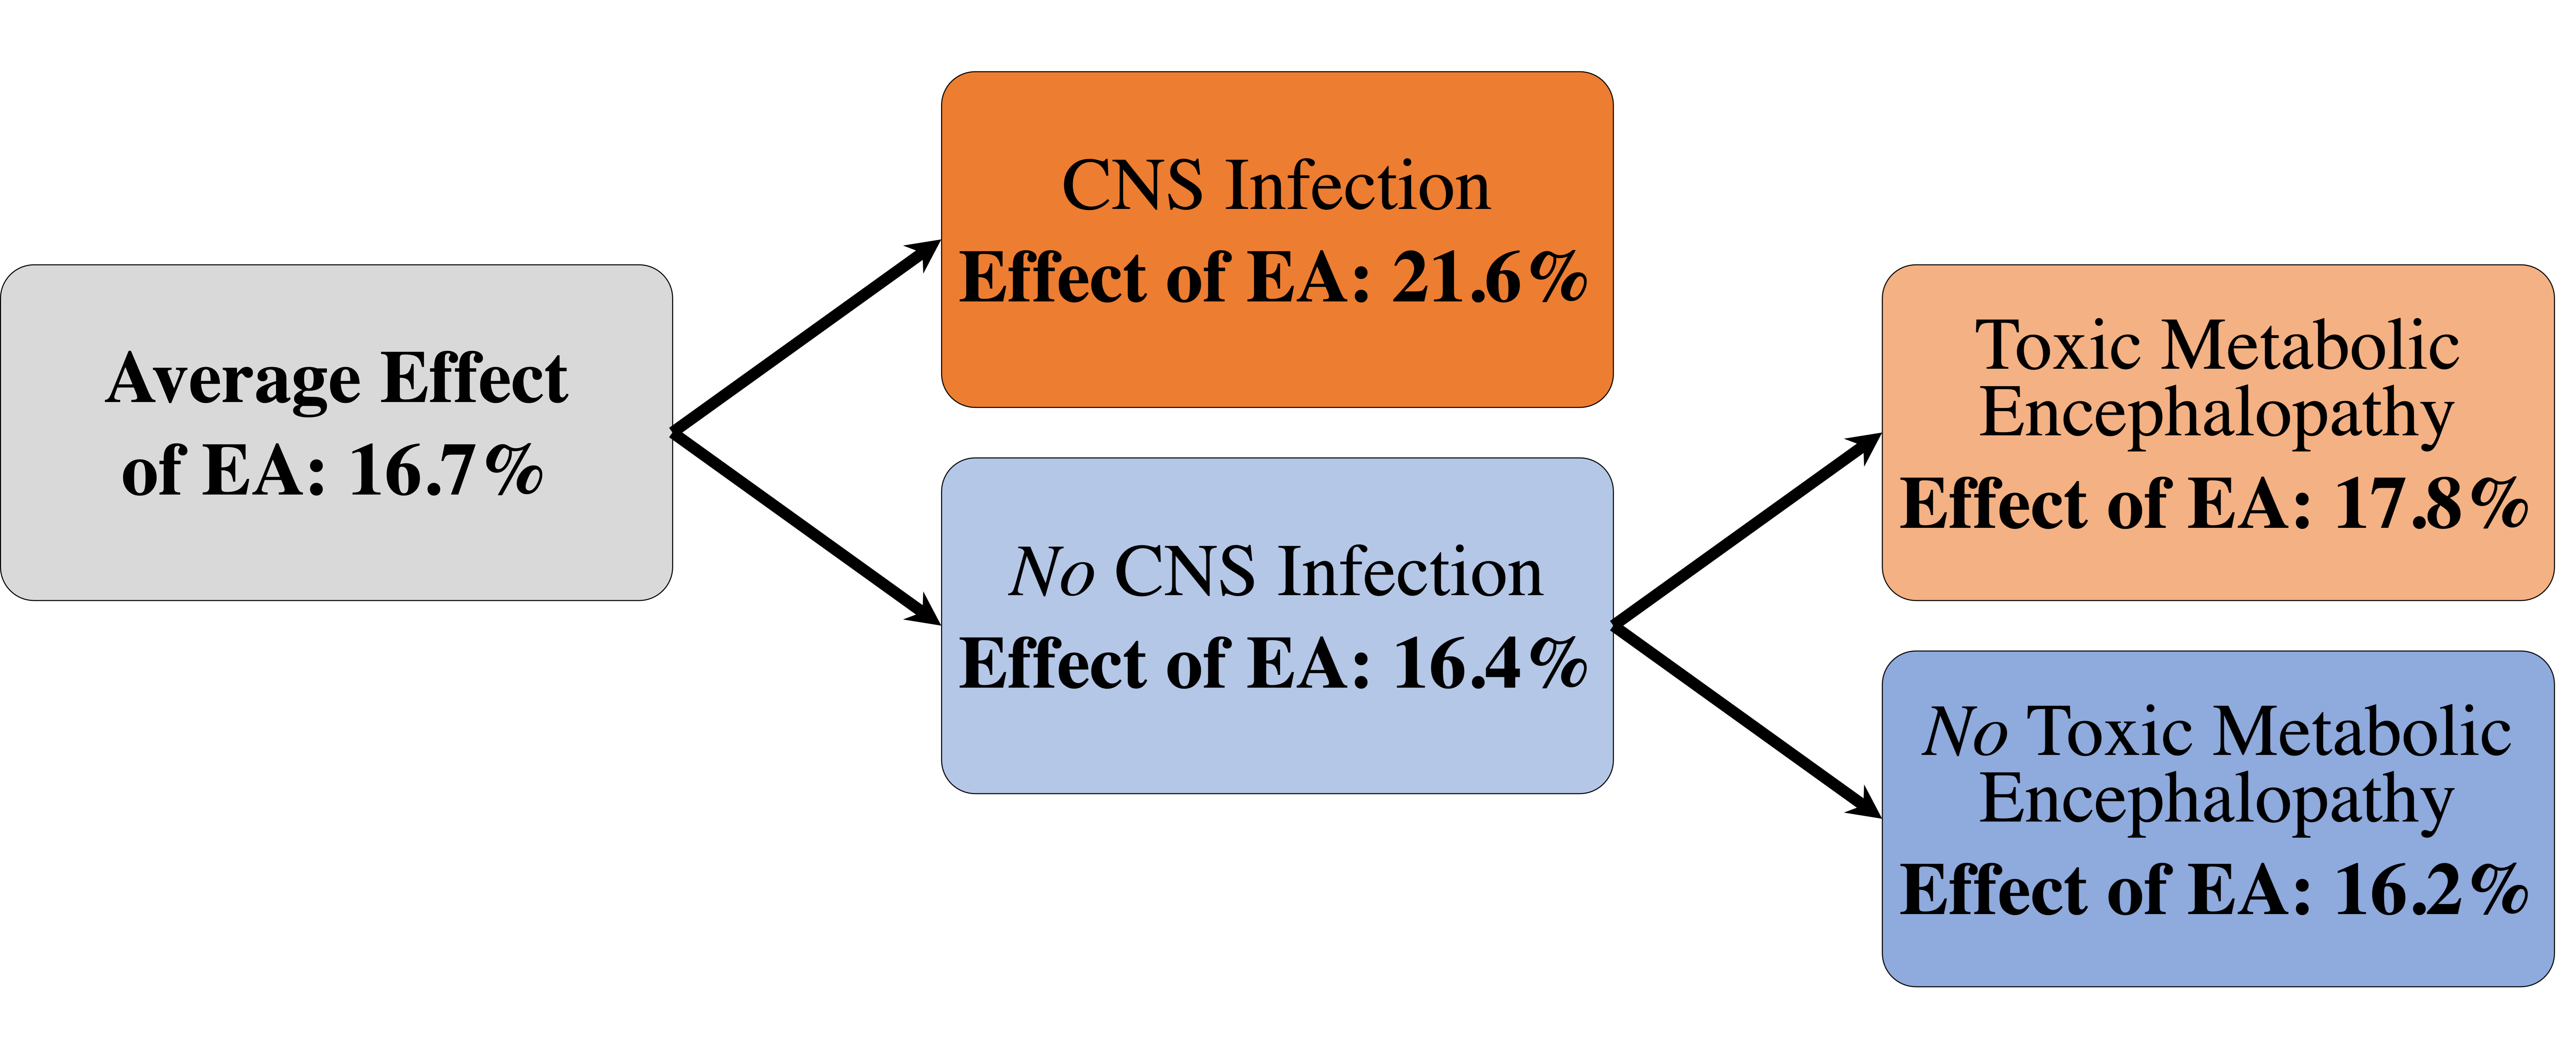 Average Effect
of EA: 16.7%
CNS Infection
Effect of EA: 21.6%
No CNS Infection
Effect of EA: 16.4%
Toxic Metabolic
Encephalopathy
Effect of EA: 17.8%
No Toxic Metabolic
Encephalopathy
Effect of EA: 16.2%